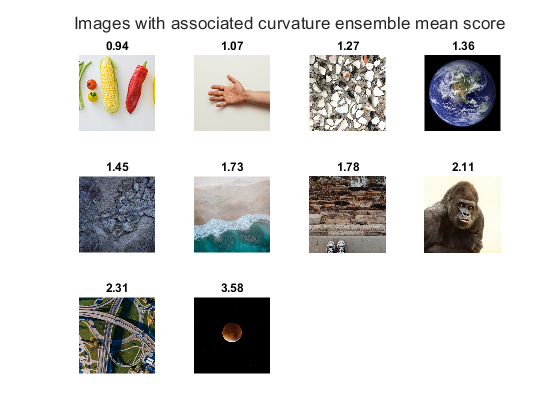 Images with associated curvature ensemble mean score
0.94 1.07 1.27 1.36
1.45 1.73 1.78 2.11
2.31 3.58